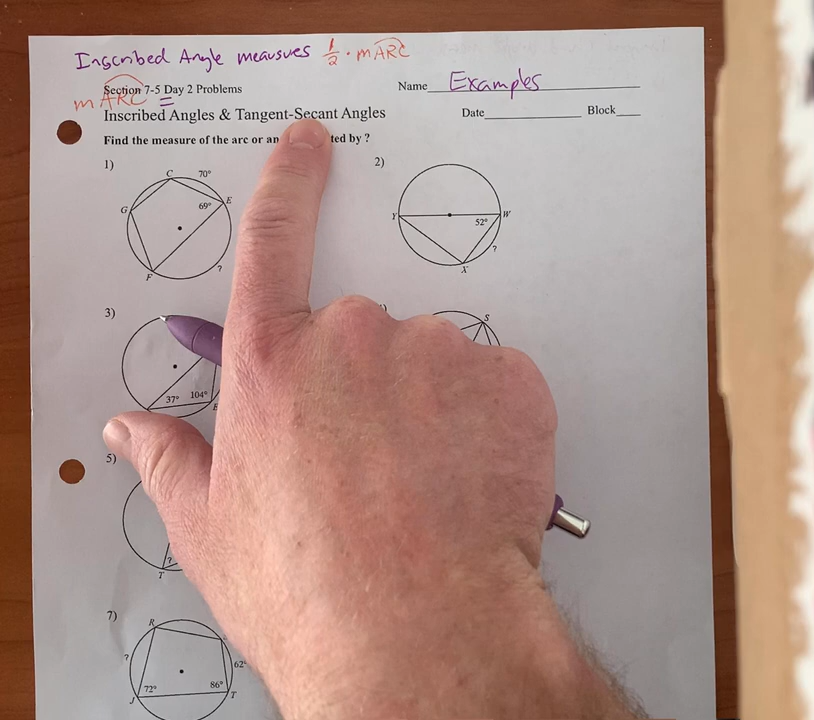 Inscribed Angle meausues 1/2 · mARC
Section 7-5 Day 2 Problems
Name Examples
mARC =
Inscribed Angles & Tangent-Secant Angles
Date
Block
Find the measure of the arc or an ted by ?
1)
C
70°
G
69°
E
F
?
2)
Y
W
52°
X
?
3)
37°
104°
E
S
5)
?
T
7)
R
?
62°
J
72°
86°
T